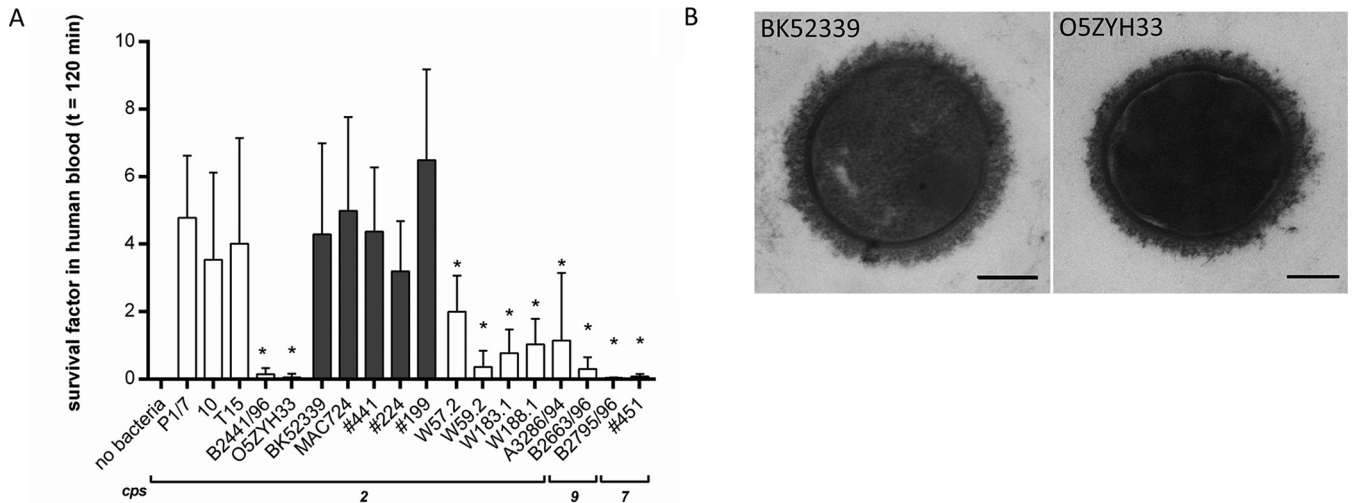 A
survival factor in human blood (t = 120 min)
10
8
6
4
2
0
* * * * * * * * * *
no bacteria P1/7 10 T15 B2441/96 O5ZYH33 BK52339 MAC724 #441 #224 #199 W57.2 W59.2 W183.1 W188.1 A3286/94 B2663/96 B2795/96 #451
cps 2 9 7
B
BK52339 O5ZYH33